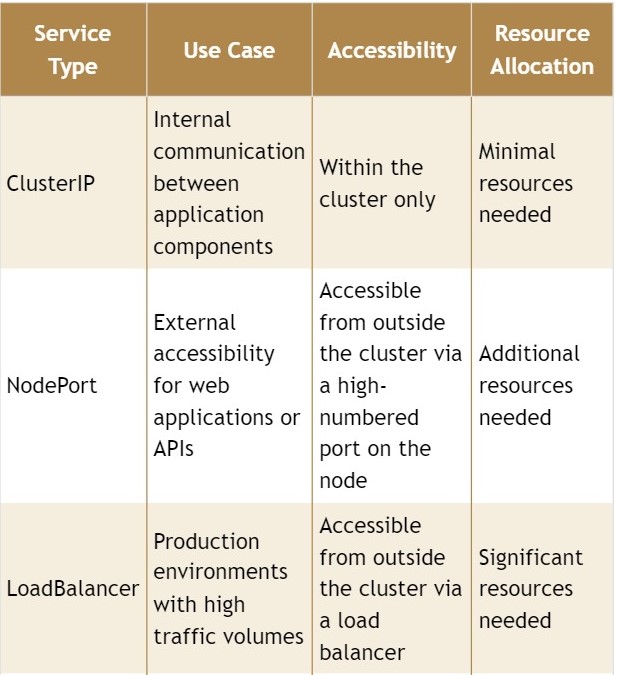 Service Type
Use Case
Accessibility
Resource Allocation
ClusterIP
Internal
communication
between
application
components
Within the
cluster only
Minimal
resources
needed
NodePort
External
accessibility
for web
applications or
APIs
Accessible
from outside
the cluster via
a high-
numbered
port on the
node
Additional
resources
needed
LoadBalancer
Production
environments
with high
traffic volumes
Accessible
from outside
the cluster via
a load
balancer
Significant
resources
needed